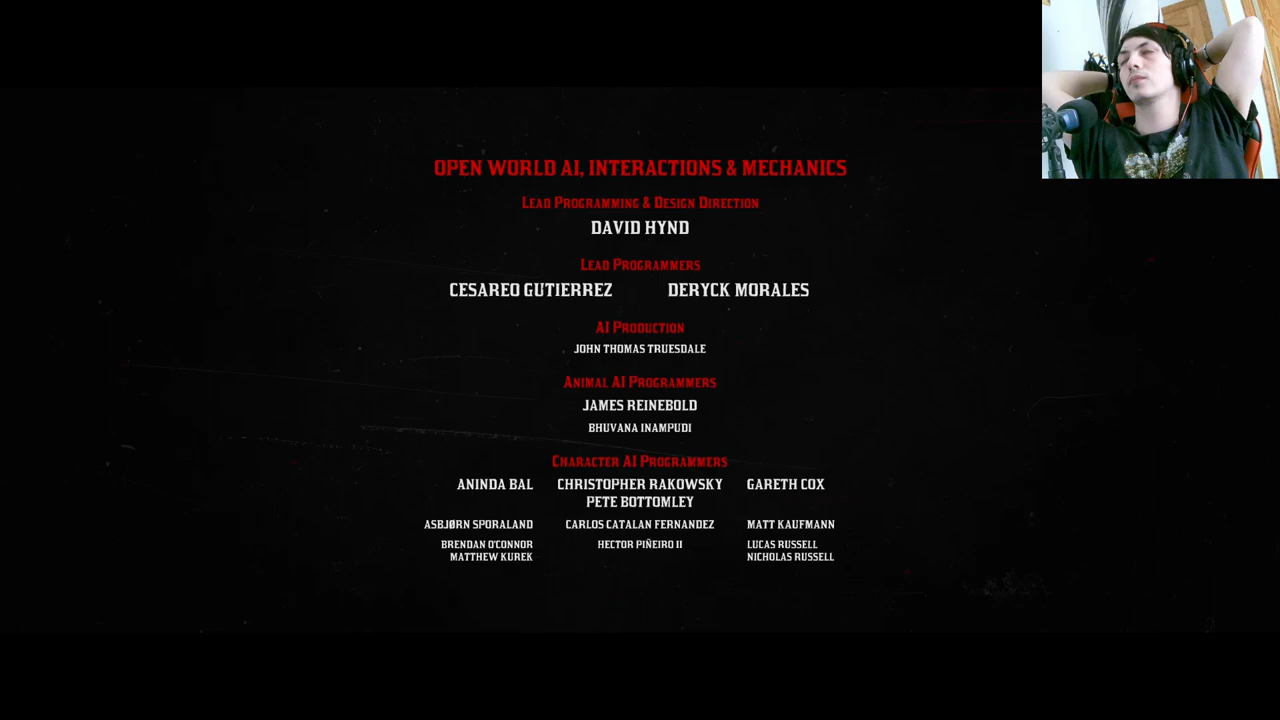 OPEN WORLD AI, INTERACTIONS & MECHANICS
LEAD PROGRAMMING & DESIGN DIRECTION
DAVID HYND
LEAD PROGRAMMERS
CESAREO GUTIERREZ DERYCK MORALES
AI PRODUCTION
JOHN THOMAS TRUESDALE
ANIMAL AI PROGRAMMERS
JAMES REINEBOLD
BHUVANA INAMPUDI
CHARACTER AI PROGRAMMERS
ANINDA BAL CHRISTOPHER RAKOWSKY GARETH COX
PETE BOTTOMLEY
ASBJØRN SPORALAND CARLOS CATALAN FERNANDEZ MATT KAUFMANN
BRENDAN O'CONNOR HECTOR PIÑEIRO II LUCAS RUSSELL
MATTHEW KUREK NICHOLAS RUSSELL